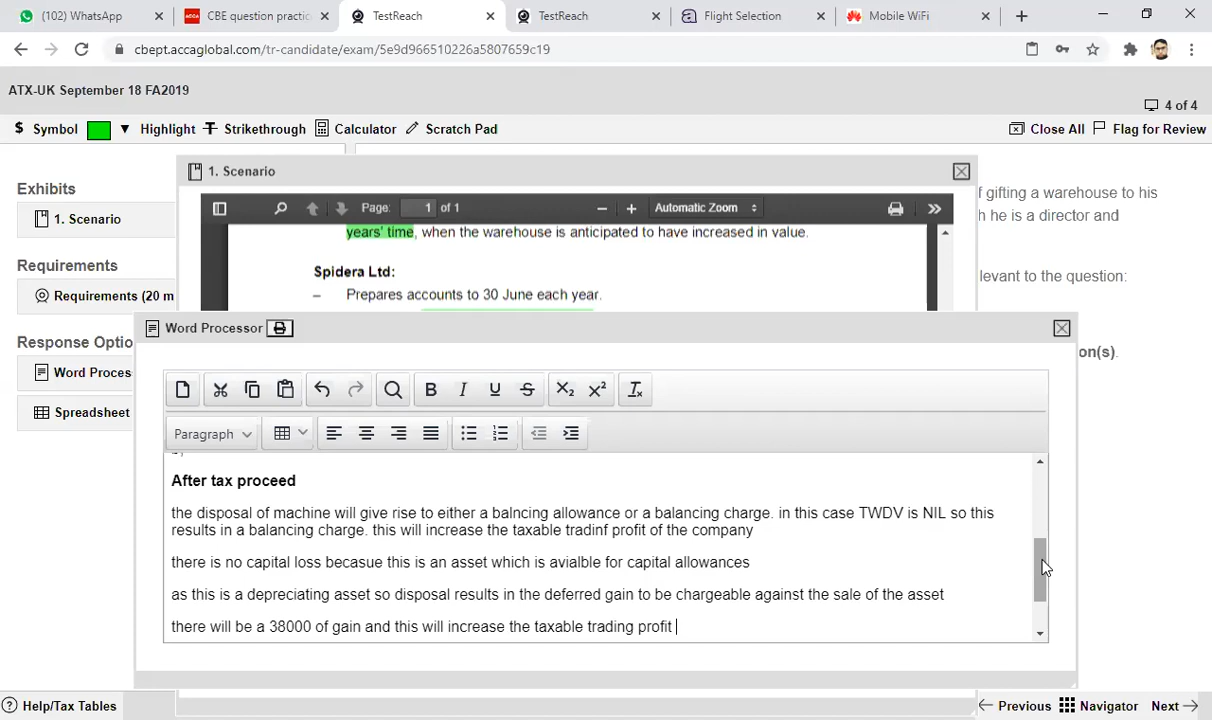 (102) WhatsApp
CBE question practic
TestReach
TestReach
Flight Selection
Mobile WiFi
cbept.accaglobal.com/tr-candidate/exam/5e9d966510226a5807659c19
ATX-UK September 18 FA2019
4 of 4
$ Symbol Highlight Strikethrough Calculator Scratch Pad Close All Flag for Review
Exhibits
1. Scenario
Requirements
Requirements (20 m
Response Optio
Word Proces
Spreadsheet
f gifting a warehouse to his
h he is a director and
levant to the question:
on(s).
1. Scenario
Page: 1 of 1 Automatic Zoom
years' time, when the warehouse is anticipated to have increased in value.
Spidera Ltd:
– Prepares accounts to 30 June each year.
Word Processor
Paragraph
After tax proceed
the disposal of machine will give rise to either a balncing allowance or a balancing charge. in this case TWDV is NIL so this
results in a balancing charge. this will increase the taxable tradinf profit of the company
there is no capital loss becasue this is an asset which is avialble for capital allowances
as this is a depreciating asset so disposal results in the deferred gain to be chargeable against the sale of the asset
there will be a 38000 of gain and this will increase the taxable trading profit
Help/Tax Tables
Previous Navigator Next